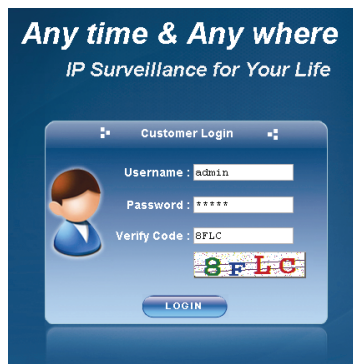 Any time & Any where
IP Surveillance for Your Life
Customer Login
Username : admin
Password : *****
Verify Code : 8FLC
8FLC
LOGIN